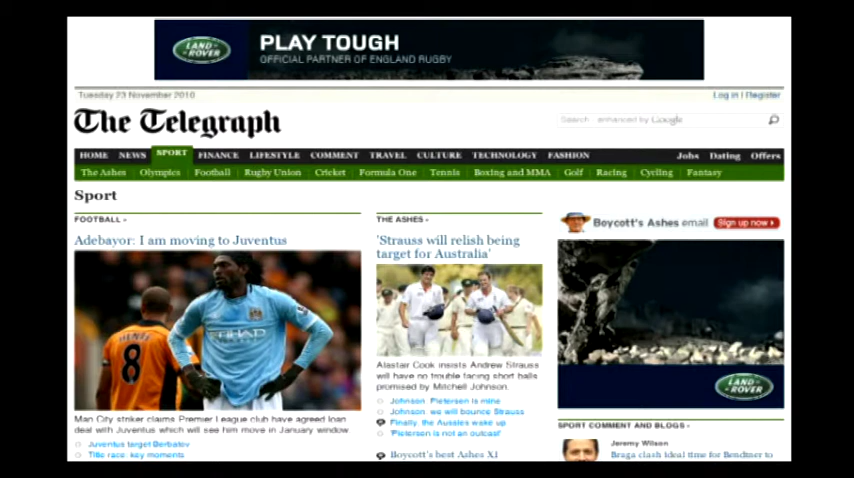 LAND
ROVER
PLAY TOUGH
OFFICIAL PARTNER OF ENGLAND RUGBY
Tuesday 23 November 2010
Log in | Register
The Telegraph
Search enhanced by Google
HOME NEWS SPORT FINANCE LIFESTYLE COMMENT TRAVEL CULTURE TECHNOLOGY FASHION Jobs Dating Offers
The Ashes Olympics Football Rugby Union Cricket Formula One Tennis Boxing and MMA Golf Racing Cycling Fantasy
Sport
FOOTBALL
Adebayor: I am moving to Juventus
8
ETIHAD
Man City striker claims Premier League club have agreed loan
deal with Juventus which will see him move in January window.
Juventus target Berbatov
Title race: key moments
THE ASHES
'Strauss will relish being
target for Australia'
Alastair Cook insists Andrew Strauss
will have no trouble facing short balls
promised by Mitchell Johnson.
Johnson: Pietersen is mine
Johnson: we will bounce Strauss
Finally, the Aussies wake up
'Pietersen is not an outcast'
Boycott's best Ashes XI
Boycott's Ashes email Sign up now
LAND
ROVER
SPORT COMMENT AND BLOGS
Jeremy Wilson
Braga clash ideal time for Bendtner to